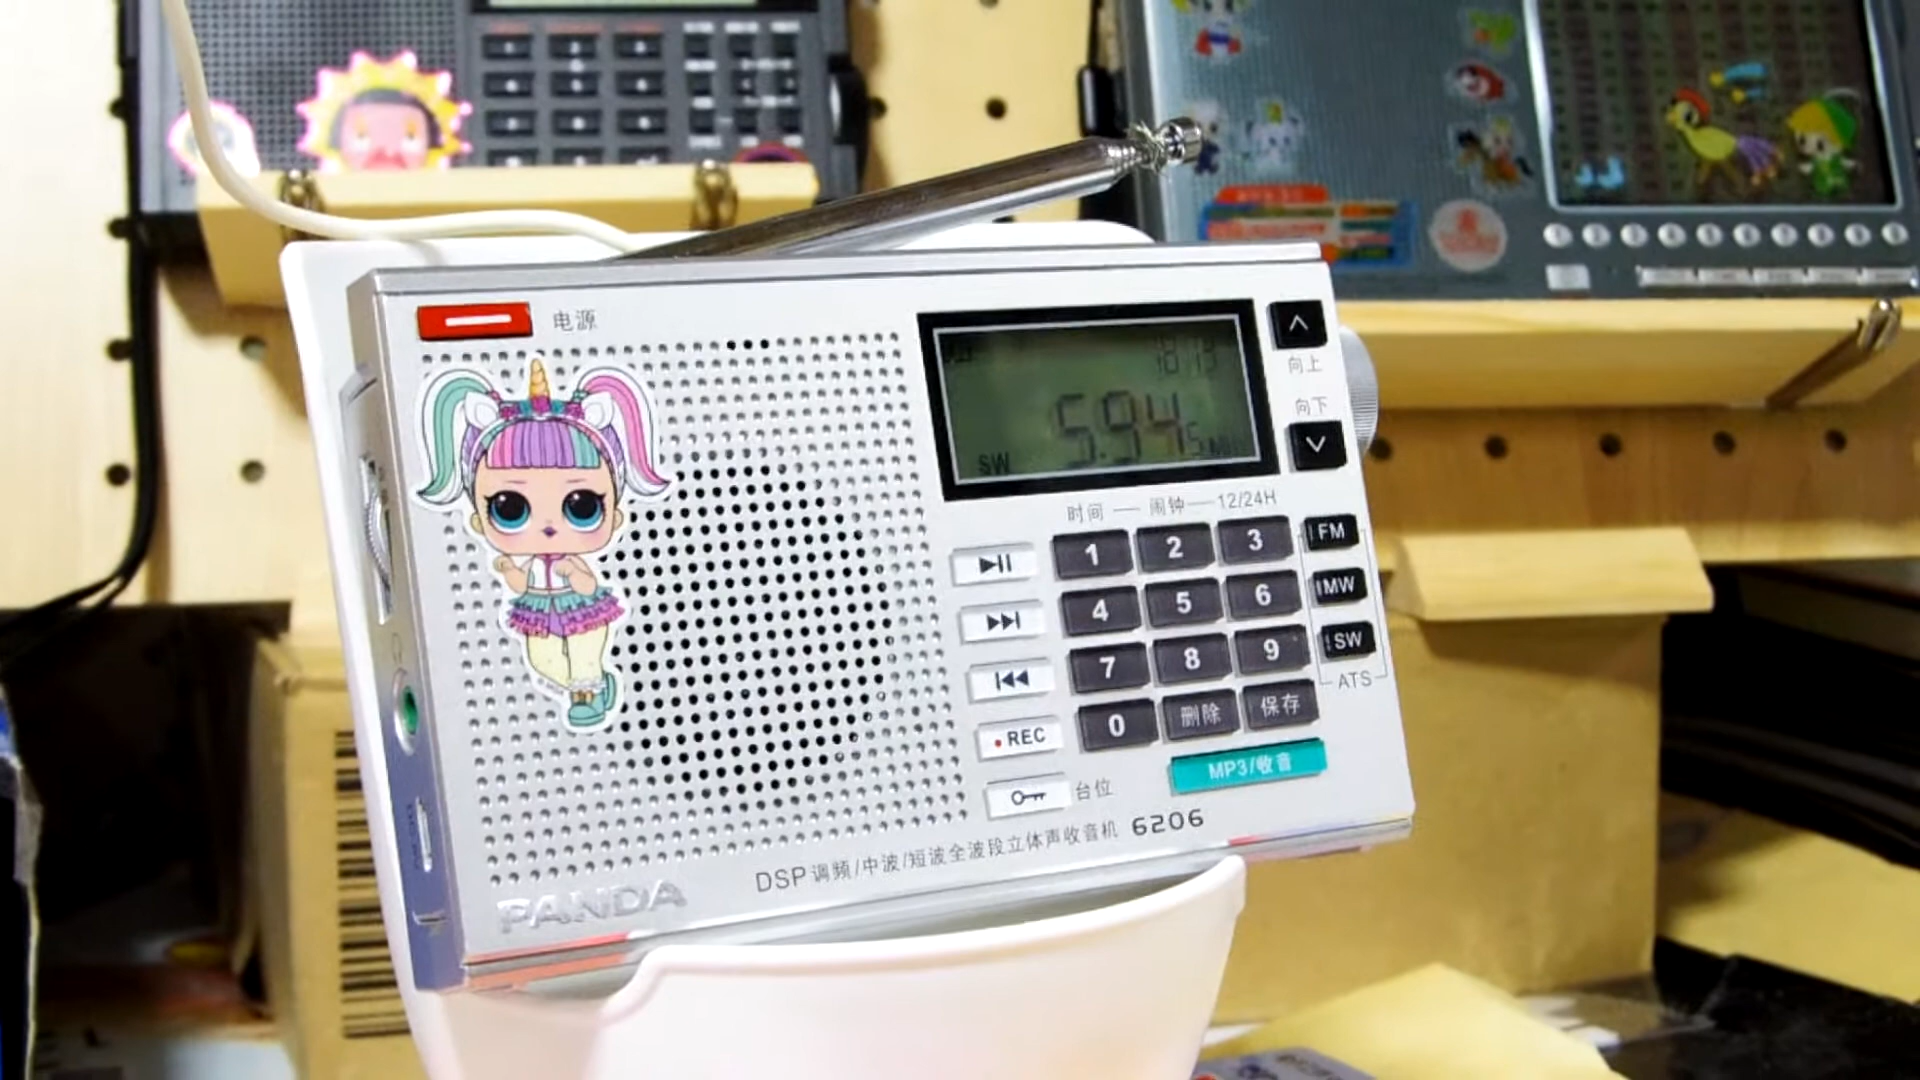 电源
18:13
5.945
SW
向上
向下
时间 — 闹钟 — 12/24H
1 2 3
FM
4 5 6
MW
7 8 9
SW
0 删除 保存
ATS
REC
MP3/收音
台位
DSP调频/中波/短波全波段立体声收音机 6206
PANDA